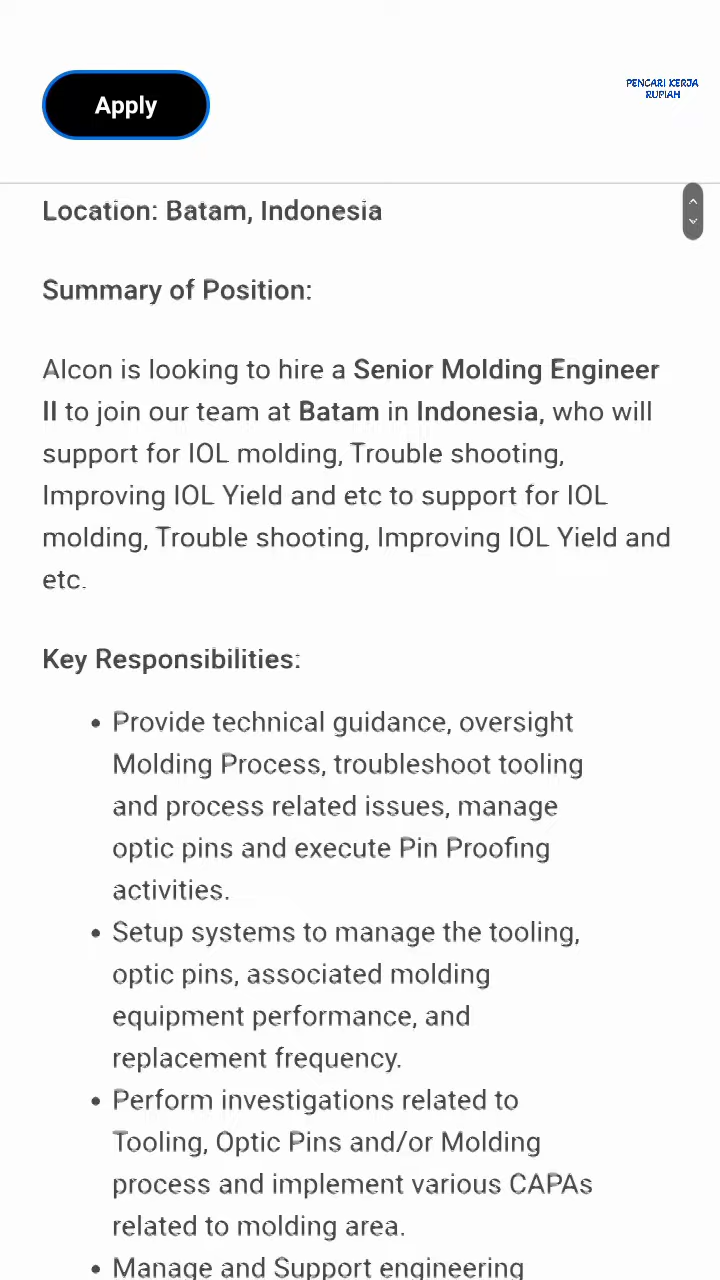 Apply
PENCARI KERJA
RUPIAH
Location: Batam, Indonesia
Summary of Position:
Alcon is looking to hire a Senior Molding Engineer
II to join our team at Batam in Indonesia, who will
support for IOL molding, Trouble shooting,
Improving IOL Yield and etc to support for IOL
molding, Trouble shooting, Improving IOL Yield and
etc.
Key Responsibilities:
• Provide technical guidance, oversight
Molding Process, troubleshoot tooling
and process related issues, manage
optic pins and execute Pin Proofing
activities.
• Setup systems to manage the tooling,
optic pins, associated molding
equipment performance, and
replacement frequency.
• Perform investigations related to
Tooling, Optic Pins and/or Molding
process and implement various CAPAs
related to molding area.
• Manage and Support engineering